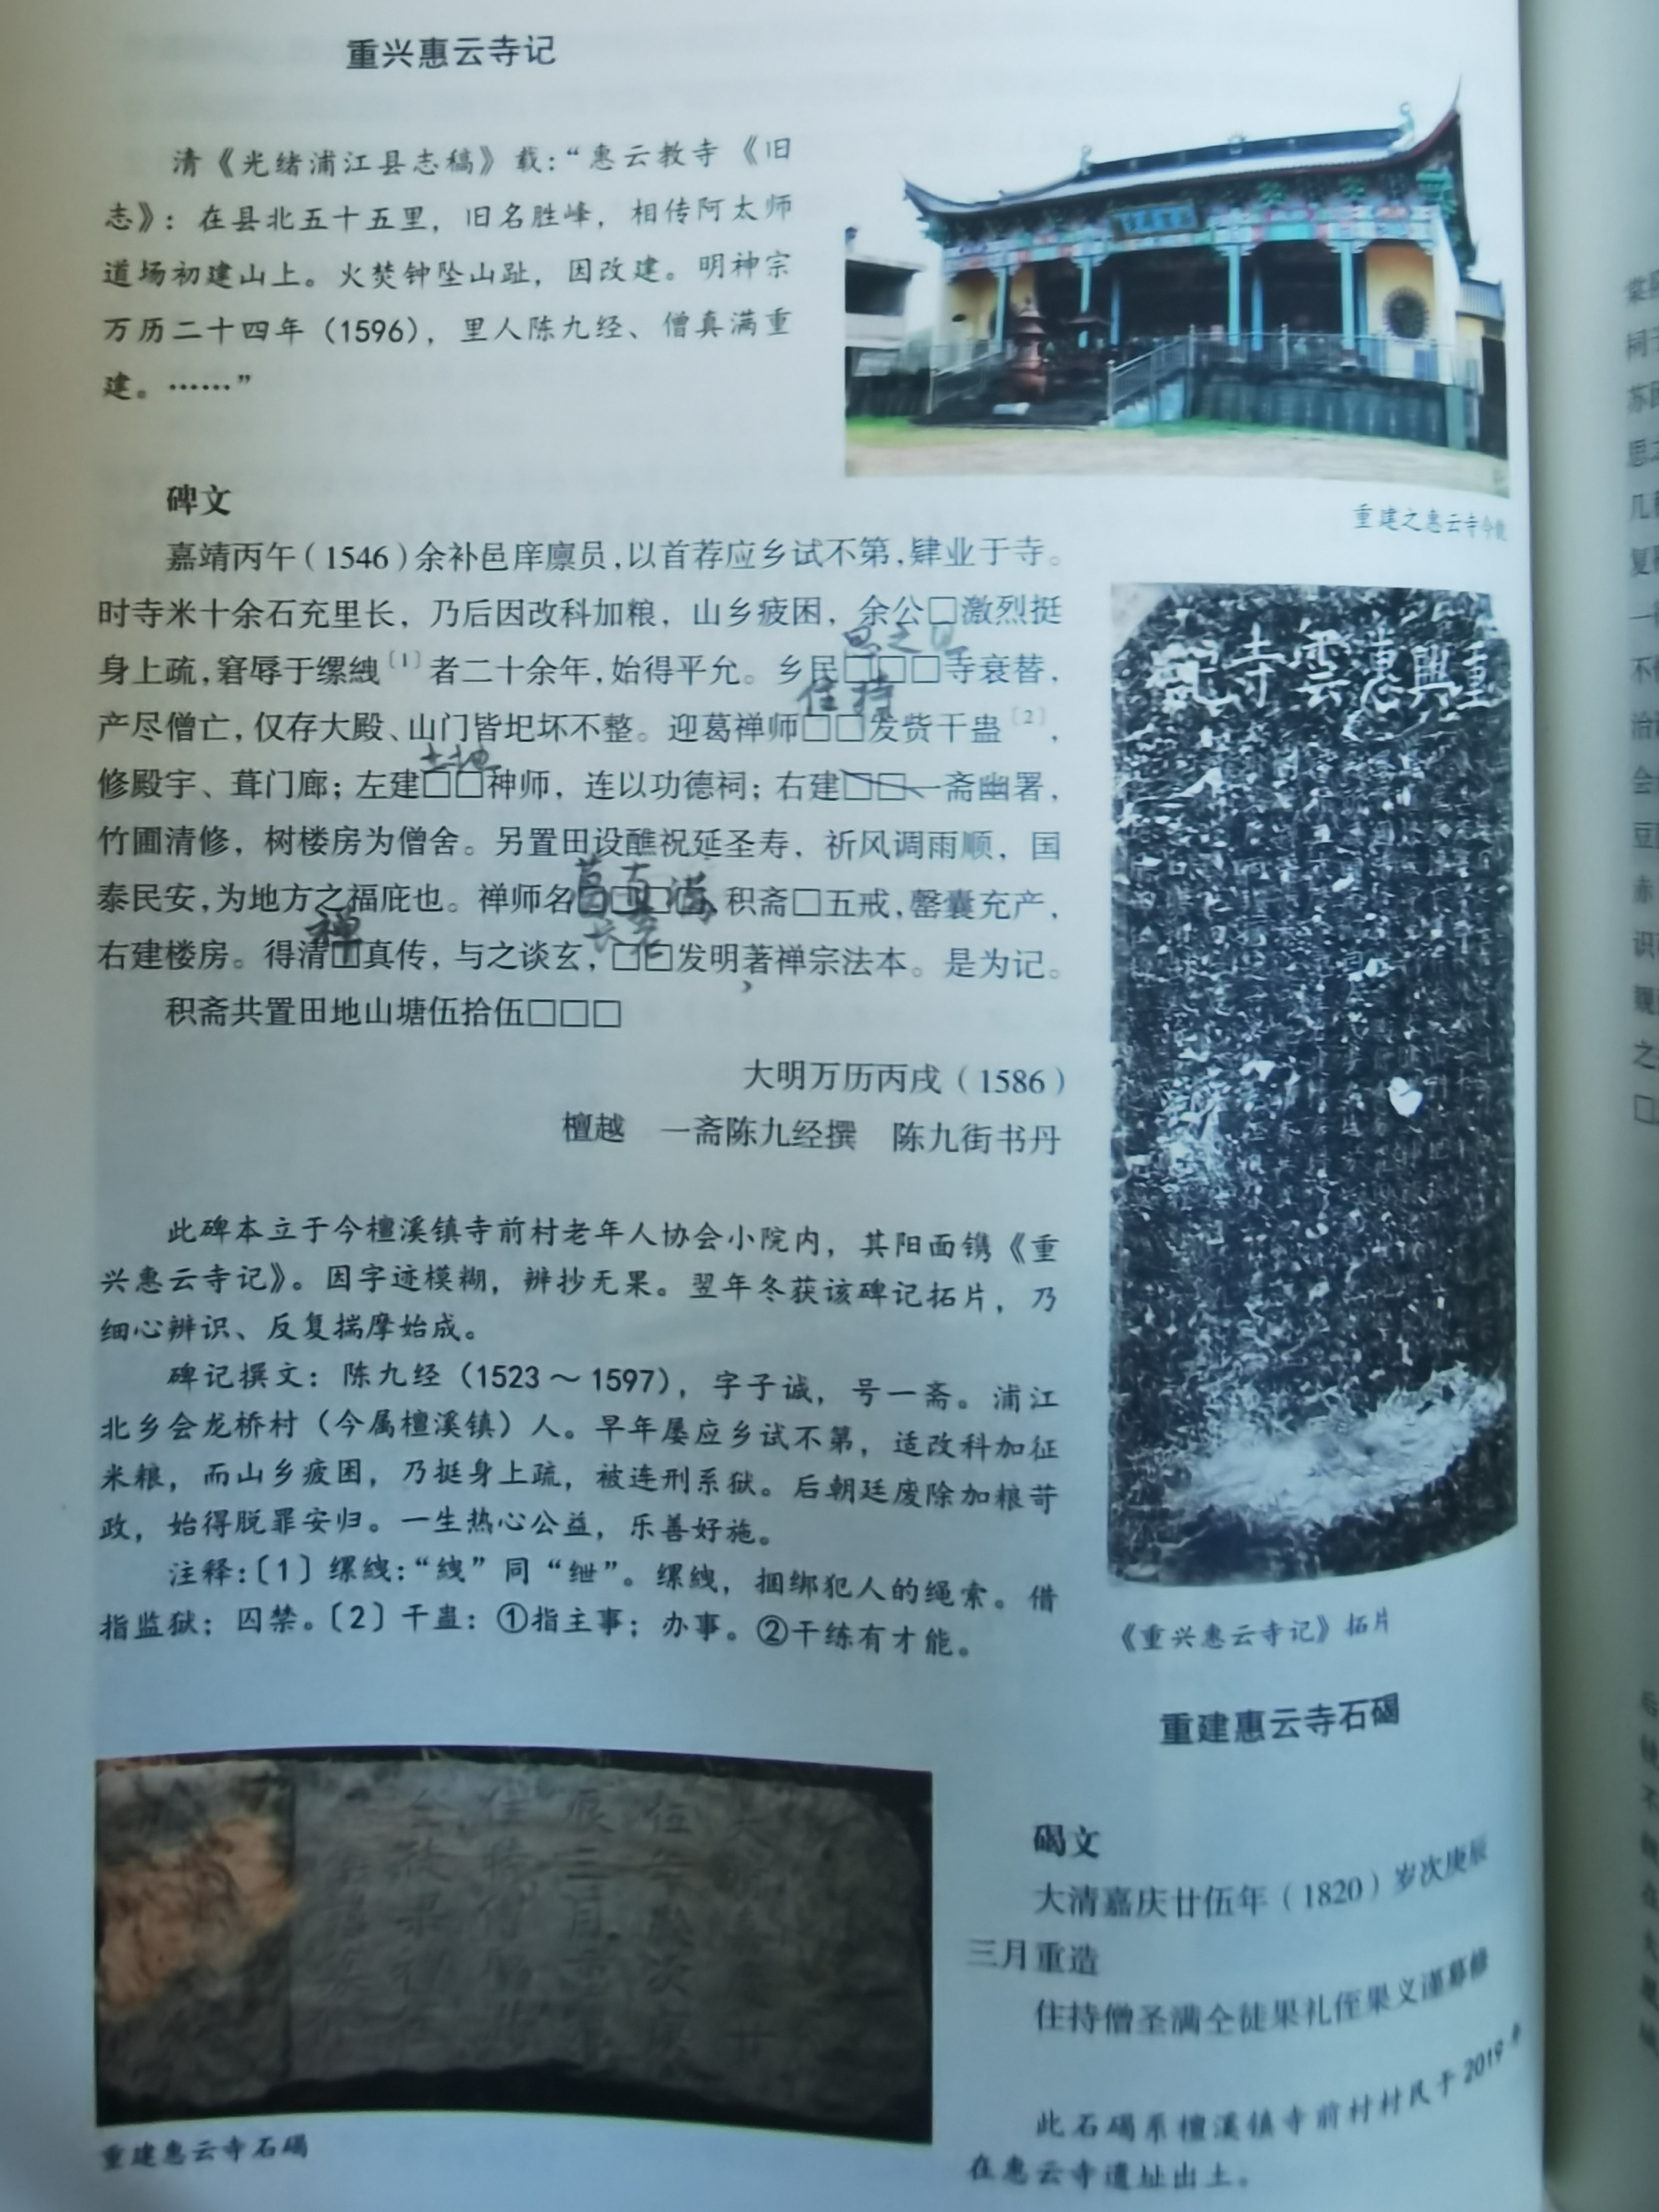 重兴惠云寺记
清《光绪浦江县志稿》载:“惠云教寺《旧
志》:在县北五十五里，旧名胜峰，相传阿太师
道场初建山上。火焚钟坠山趾，因改建。明神宗
万历二十四年（1596），里人陈九经、僧真满重
建。……”
重建之惠云寺今貌
碑文
嘉靖丙午(1546)余补邑庠廪员,以首荐应乡试不第,肄业于寺。
时寺米十余石充里长，乃后因改科加粮，山乡疲困，余公□激烈挺
身上疏,窘辱于缧絏〔1〕者二十余年,始得平允。乡民□□□寺衰替，
产尽僧亡,仅存大殿、山门皆圮坏不整。迎葛禅师□□发赀干蛊〔2〕，
住持
修殿宇、葺门廊;左建□□神师，连以功德祠;右建□□一斋幽署，
土地
竹圃清修，树楼房为僧舍。另置田设醮祝延圣寿，祈风调雨顺，国
泰民安,为地方之福庇也。禅师名□□□□,积斋□五戒,罄囊充产，
葛真满
右建楼房。得清□真传，与之谈玄，□□发明著禅宗法本。是为记。
禅
积斋共置田地山塘伍拾伍□□□
大明万历丙戌（1586）
檀越 一斋陈九经撰 陈九街书丹
此碑本立于今檀溪镇寺前村老年人协会小院内，其阳面镌《重
兴惠云寺记》。因字迹模糊，辨抄无果。翌年冬获该碑记拓片，乃
细心辨识、反复揣摩始成。
碑记撰文：陈九经（1523～1597），字子诚，号一斋。浦江
北乡会龙桥村（今属檀溪镇）人。早年屡应乡试不第，适改科加征
米粮，而山乡疲困，乃挺身上疏，被连刑系狱。后朝廷废除加粮苛
政，始得脱罪安归。一生热心公益，乐善好施。
注释:〔1〕缧絏:“絏”同“绁”。缧絏，捆绑犯人的绳索。借
指监狱；囚禁。〔2〕干蛊：①指主事；办事。②干练有才能。
重興惠雲寺記
《重兴惠云寺记》拓片
重建惠云寺石碣
碣文
大清嘉庆廿伍年（1820）岁次庚辰
三月重造
住持僧圣满仝徒果礼侄果义谨募修
此石碣系檀溪镇寺前村村民于2019年
在惠云寺遗址出土。
重建惠云寺石碣